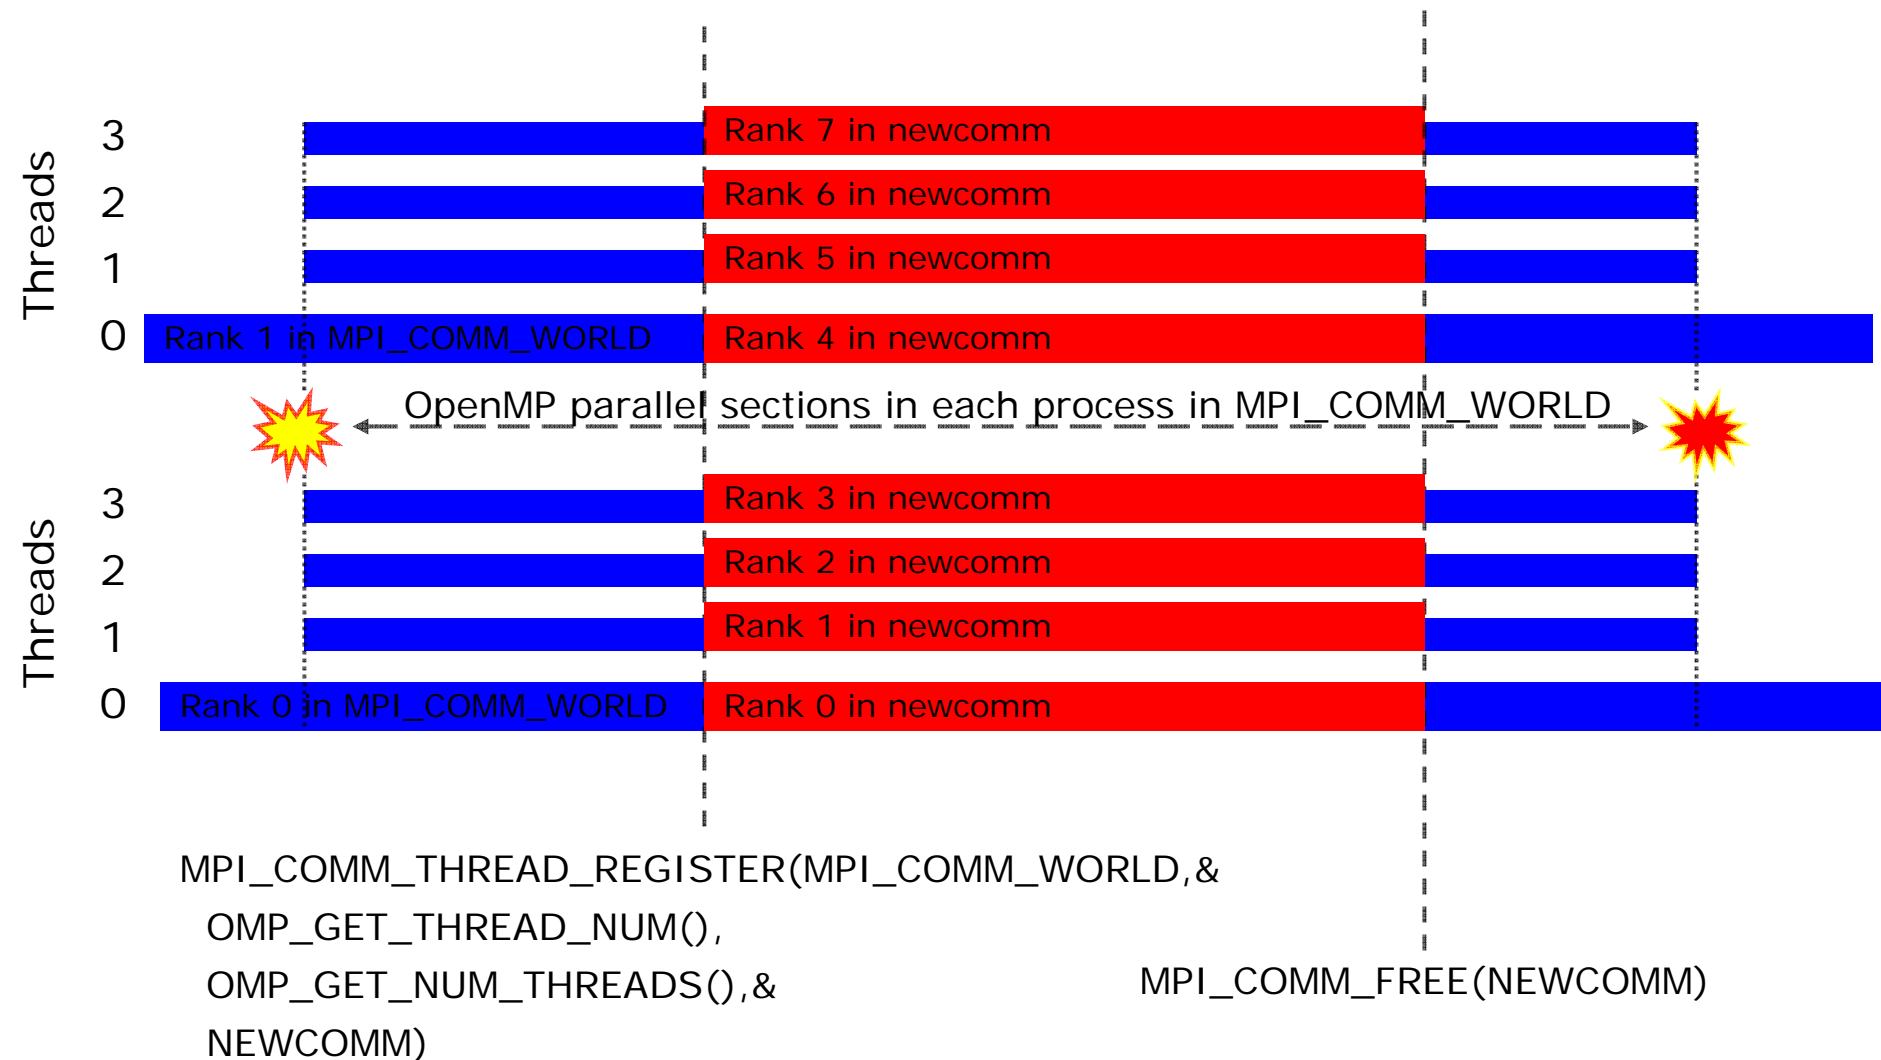 Threads
3
Rank 7 in newcomm
2
Rank 6 in newcomm
1
Rank 5 in newcomm
0
Rank 1 in MPI_COMM_WORLD
Rank 4 in newcomm
OpenMP parallel sections in each process in MPI_COMM_WORLD
Threads
3
Rank 3 in newcomm
2
Rank 2 in newcomm
1
Rank 1 in newcomm
0
Rank 0 in MPI_COMM_WORLD
Rank 0 in newcomm
MPI_COMM_THREAD_REGISTER(MPI_COMM_WORLD,&
OMP_GET_THREAD_NUM(),
OMP_GET_NUM_THREADS(),&
NEWCOMM)
MPI_COMM_FREE(NEWCOMM)